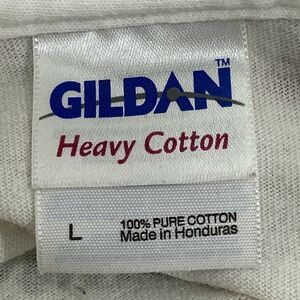 GILDAN™
Heavy Cotton
L
100% PURE COTTON
Made in Honduras